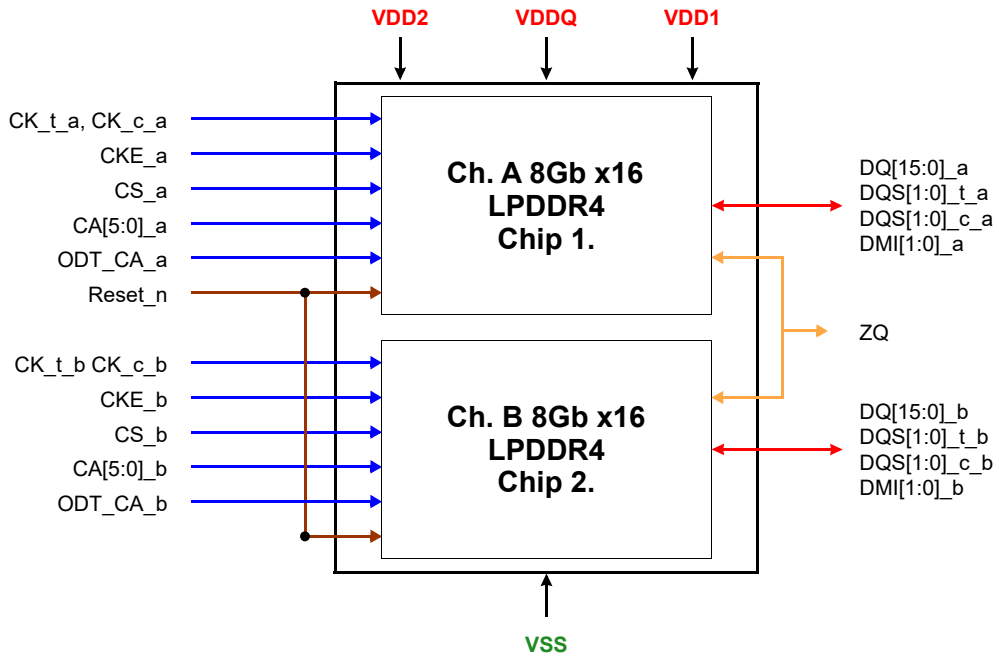 VDD2
VDDQ
VDD1
CK_t_a, CK_c_a
CKE_a
CS_a
CA[5:0]_a
ODT_CA_a
Reset_n
Ch. A 8Gb x16
LPDDR4
Chip 1.
DQ[15:0]_a
DQS[1:0]_t_a
DQS[1:0]_c_a
DMI[1:0]_a
ZQ
CK_t_b CK_c_b
CKE_b
CS_b
CA[5:0]_b
ODT_CA_b
Ch. B 8Gb x16
LPDDR4
Chip 2.
DQ[15:0]_b
DQS[1:0]_t_b
DQS[1:0]_c_b
DMI[1:0]_b
VSS